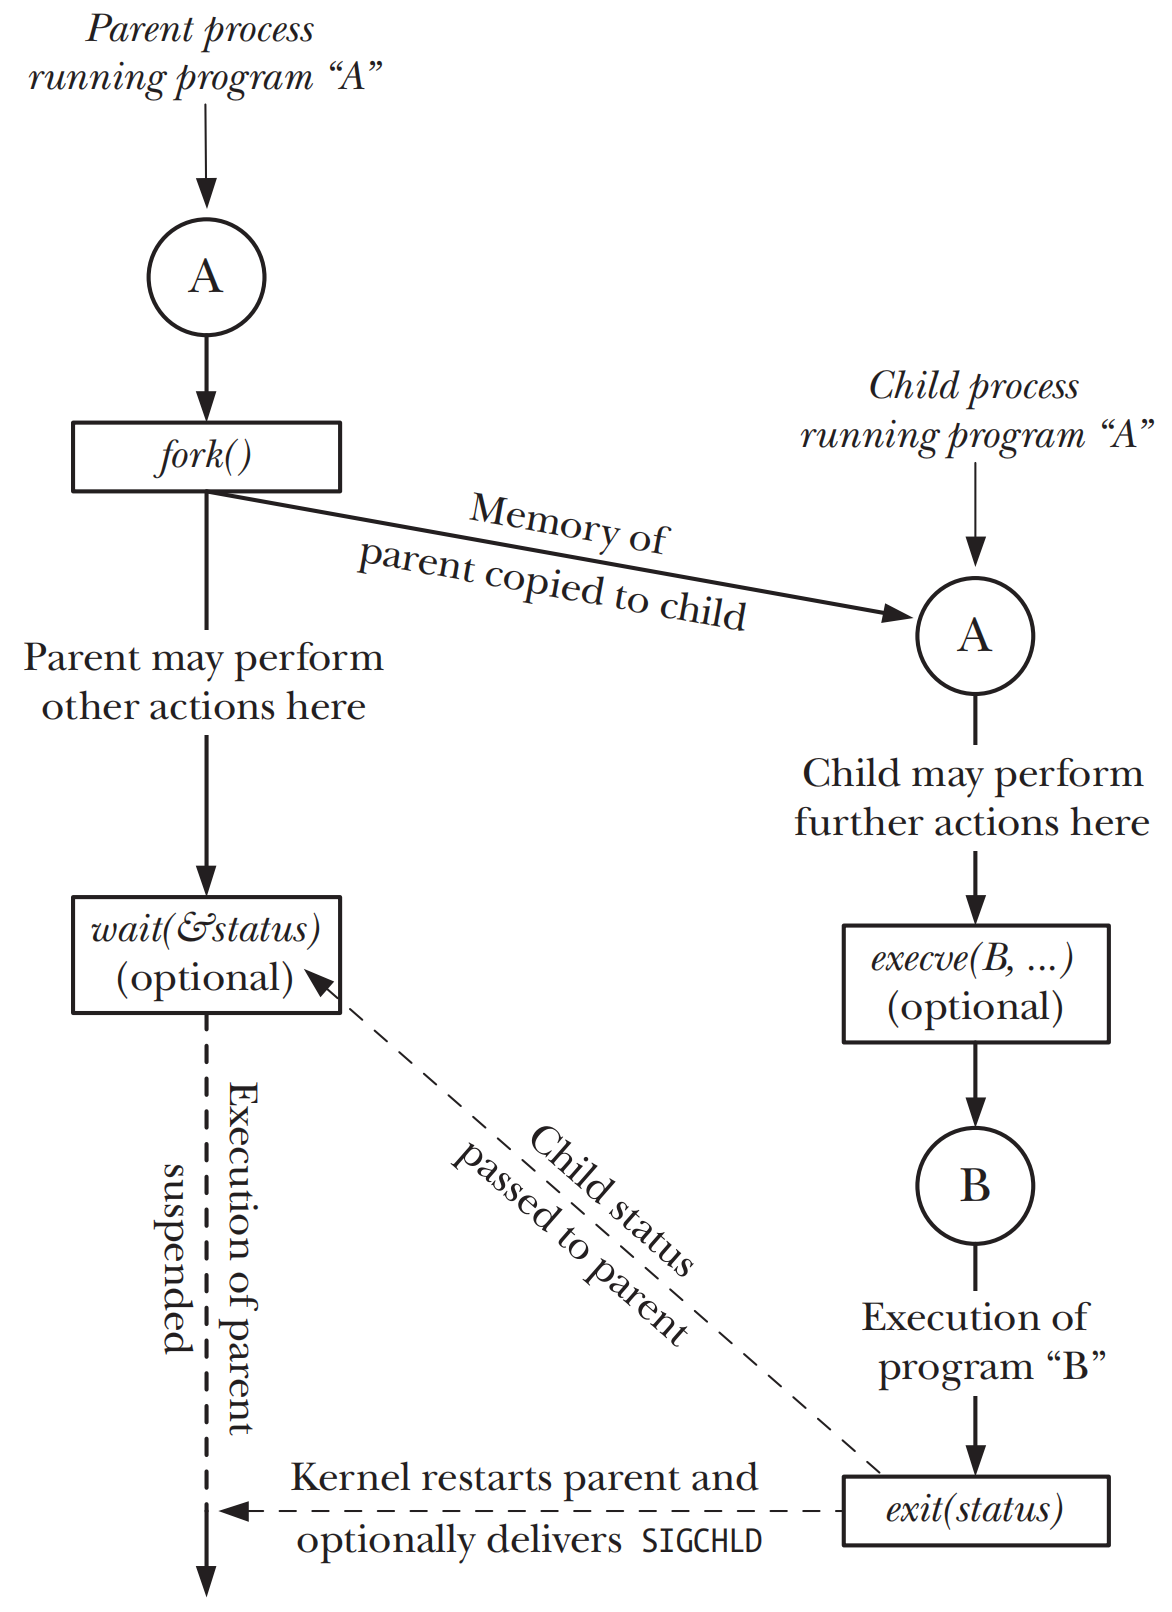 Parent process
running program “A”
A
fork()
Memory of
parent copied to child
Child process
running program “A”
A
Parent may perform
other actions here
Child may perform
further actions here
wait(&status)
(optional)
execve(B, ...)
(optional)
B
Execution of parent
suspended
Child status
passed to parent
Execution of
program “B”
Kernel restarts parent and
optionally delivers SIGCHLD
exit(status)